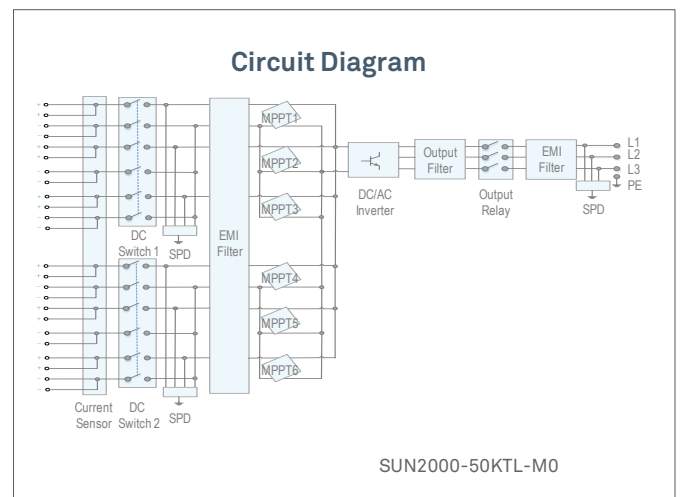 Circuit Diagram
MPPT1
MPPT2
MPPT3
MPPT4
MPPT5
MPPT6
DC
Switch 1
SPD
EMI
Filter
DC/AC
Inverter
Output
Filter
Output
Relay
EMI
Filter
SPD
L1
L2
L3
PE
Current
Sensor
DC
Switch 2
SPD
SUN2000-50KTL-M0